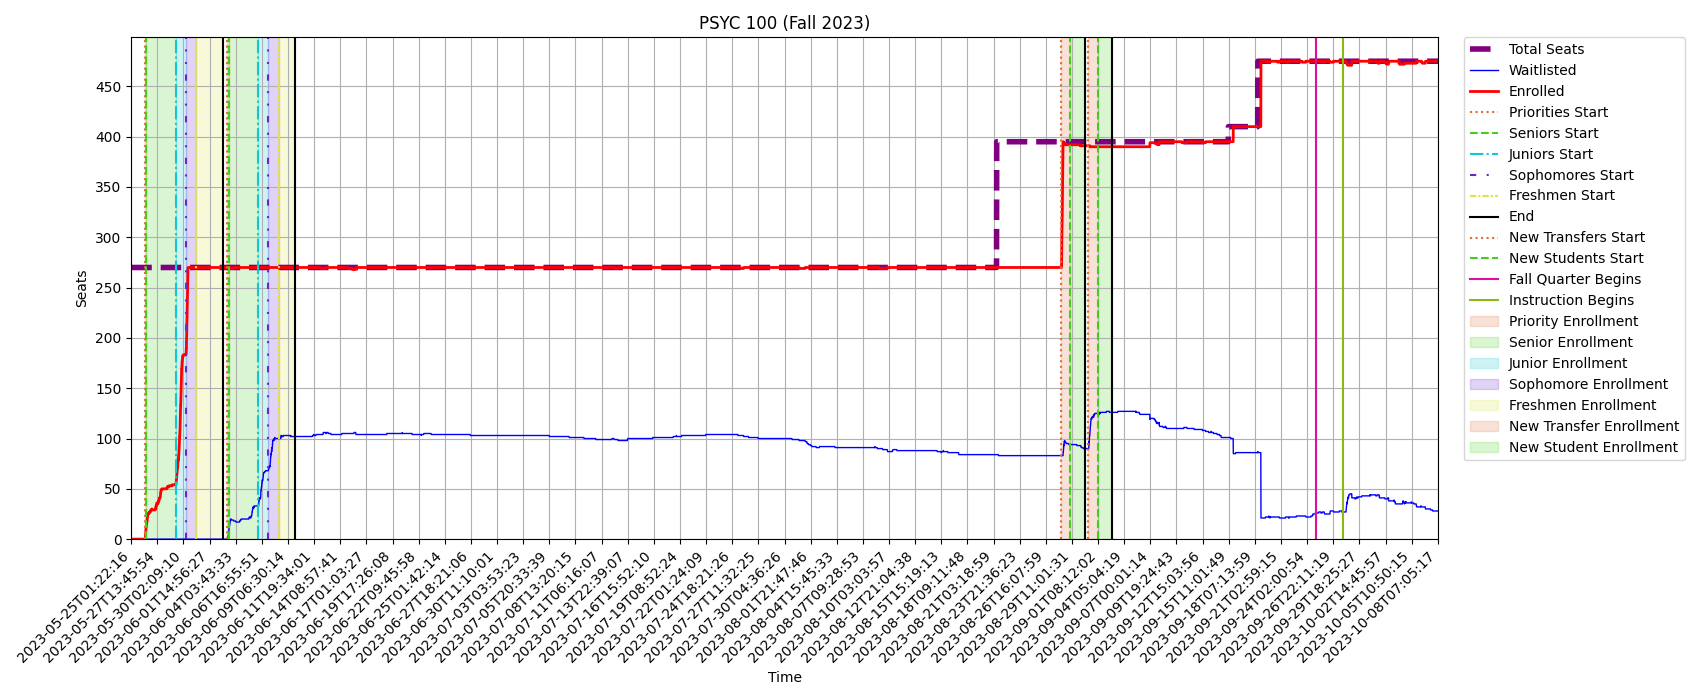 PSYC 100 (Fall 2023)
Seats
450
400
350
300
250
200
150
100
50
0
2023-05-25T01:22:16
2023-05-27T13:45:54
2023-05-30T02:09:10
2023-06-01T14:56:27
2023-06-04T03:43:33
2023-06-06T16:55:51
2023-06-09T06:30:14
2023-06-11T19:34:01
2023-06-14T08:57:41
2023-06-17T01:03:27
2023-06-19T17:26:08
2023-06-22T09:45:58
2023-06-25T01:42:14
2023-06-27T18:21:06
2023-06-30T11:10:01
2023-07-03T03:53:23
2023-07-05T20:33:39
2023-07-08T13:20:15
2023-07-11T06:16:07
2023-07-13T22:39:07
2023-07-16T15:52:10
2023-07-19T08:52:24
2023-07-22T01:24:09
2023-07-24T18:21:26
2023-07-27T11:32:25
2023-07-30T04:36:26
2023-08-01T21:47:46
2023-08-04T15:45:33
2023-08-07T09:28:53
2023-08-10T03:03:57
2023-08-12T21:04:38
2023-08-15T15:19:13
2023-08-18T09:11:48
2023-08-21T03:18:59
2023-08-23T21:36:23
2023-08-26T16:07:59
2023-08-29T11:01:31
2023-09-01T08:12:02
2023-09-04T05:04:19
2023-09-07T00:01:14
2023-09-09T19:24:43
2023-09-12T15:03:56
2023-09-15T11:01:49
2023-09-18T07:13:59
2023-09-21T02:59:15
2023-09-24T02:00:54
2023-09-26T22:11:19
2023-09-29T18:25:27
2023-10-02T14:45:57
2023-10-05T10:50:15
2023-10-08T07:05:17
Time
Total Seats
Waitlisted
Enrolled
Priorities Start
Seniors Start
Juniors Start
Sophomores Start
Freshmen Start
End
New Transfers Start
New Students Start
Fall Quarter Begins
Instruction Begins
Priority Enrollment
Senior Enrollment
Junior Enrollment
Sophomore Enrollment
Freshmen Enrollment
New Transfer Enrollment
New Student Enrollment